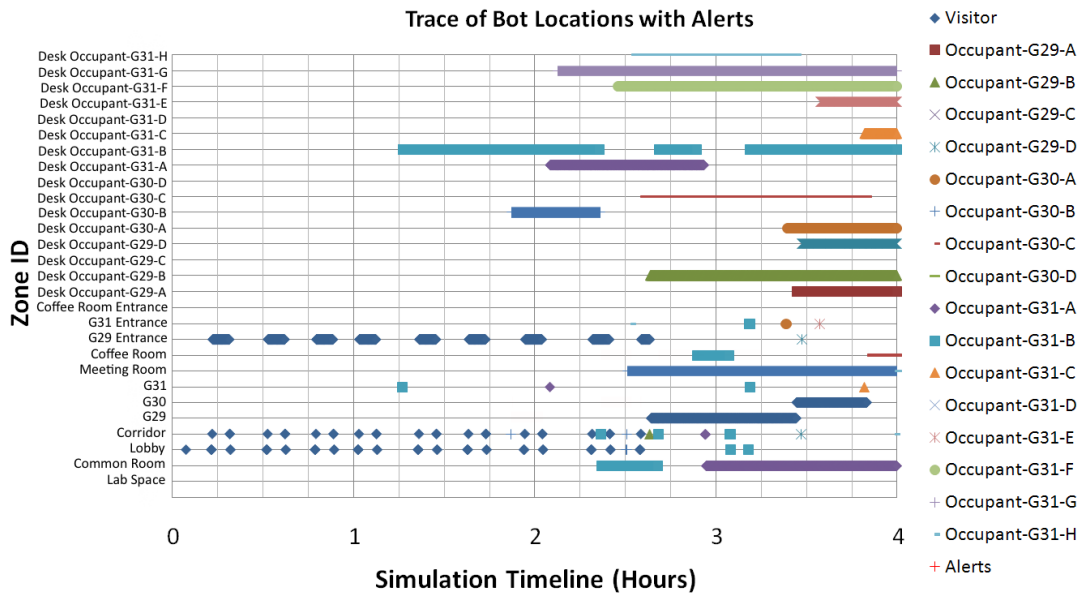 Trace of Bot Locations with Alerts
Desk Occupant-G31-H
Desk Occupant-G31-G
Desk Occupant-G31-F
Desk Occupant-G31-E
Desk Occupant-G31-D
Desk Occupant-G31-C
Desk Occupant-G31-B
Desk Occupant-G31-A
Desk Occupant-G30-D
Desk Occupant-G30-C
Desk Occupant-G30-B
Desk Occupant-G30-A
Desk Occupant-G29-D
Desk Occupant-G29-C
Desk Occupant-G29-B
Desk Occupant-G29-A
Coffee Room Entrance
G31 Entrance
G29 Entrance
Coffee Room
Meeting Room
G31
G30
G29
Corridor
Lobby
Common Room
Lab Space
Zone ID
0 1 2 3 4
Simulation Timeline (Hours)
Visitor
Occupant-G29-A
Occupant-G29-B
Occupant-G29-C
Occupant-G29-D
Occupant-G30-A
Occupant-G30-B
Occupant-G30-C
Occupant-G30-D
Occupant-G31-A
Occupant-G31-B
Occupant-G31-C
Occupant-G31-D
Occupant-G31-E
Occupant-G31-F
Occupant-G31-G
Occupant-G31-H
Alerts